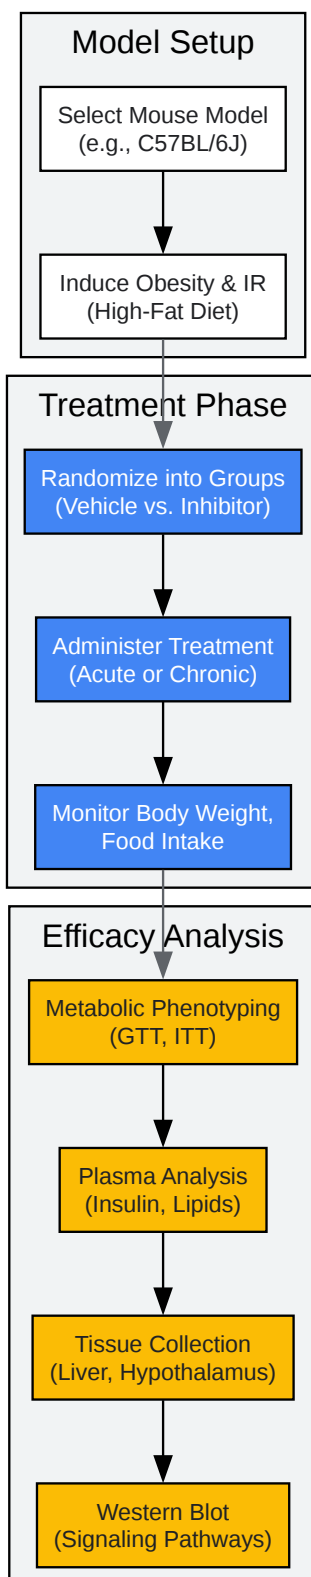 Model Setup
Select Mouse Model
(e.g., C57BL/6J)
Induce Obesity & IR
(High-Fat Diet)
Treatment Phase
Randomize into Groups
(Vehicle vs. Inhibitor)
Administer Treatment
(Acute or Chronic)
Monitor Body Weight,
Food Intake
Efficacy Analysis
Metabolic Phenotyping
(GTT, ITT)
Plasma Analysis
(Insulin, Lipids)
Tissue Collection
(Liver, Hypothalamus)
Western Blot
(Signaling Pathways)